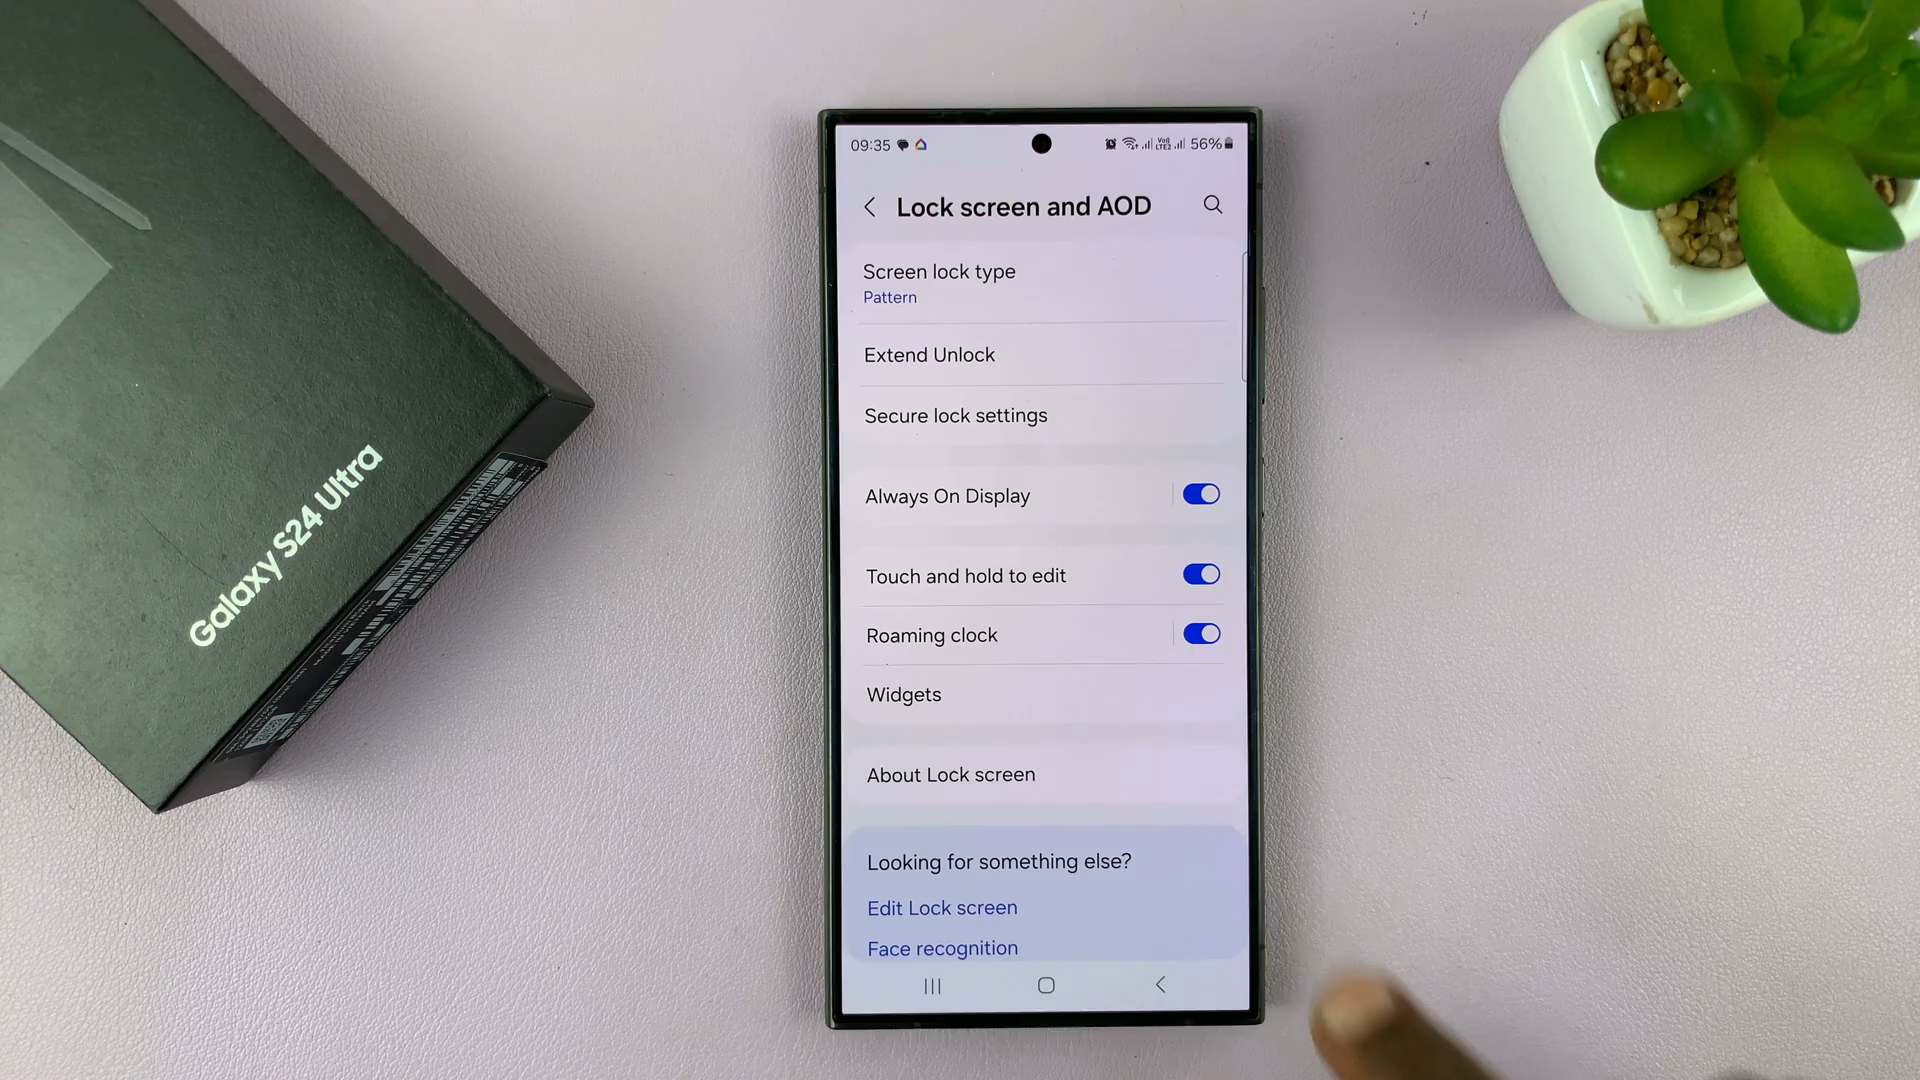 Galaxy S24 Ultra
09:35
56%
Lock screen and AOD
Screen lock type
Pattern
Extend Unlock
Secure lock settings
Always On Display
Touch and hold to edit
Roaming clock
Widgets
About Lock screen
Looking for something else?
Edit Lock screen
Face recognition